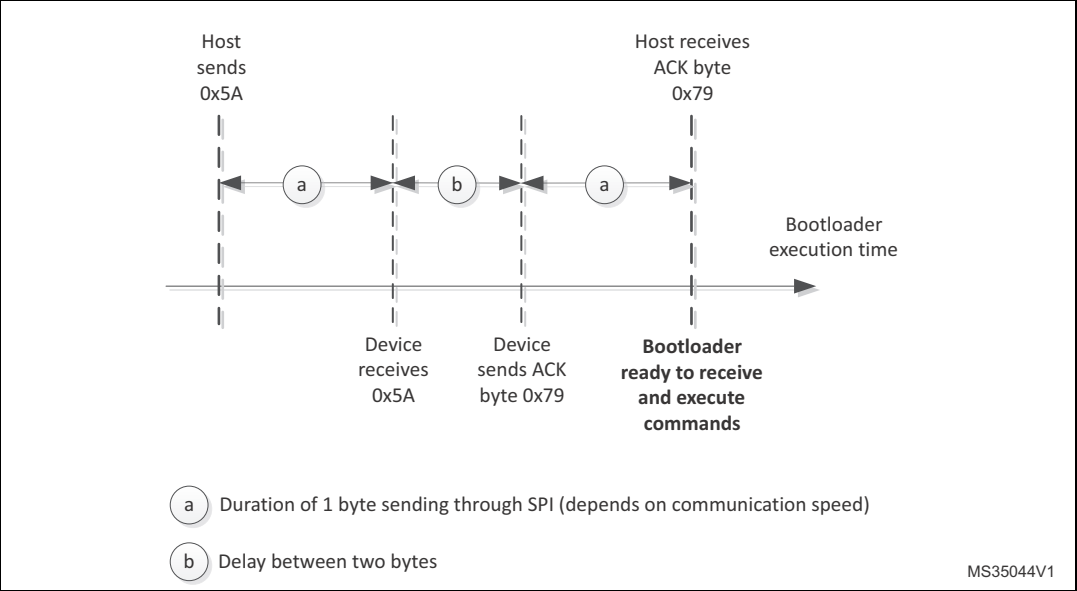 Host
sends
0x5A
Host receives
ACK byte
0x79
a
b
a
Bootloader
execution time
Device
receives
0x5A
Device
sends ACK
byte 0x79
Bootloader
ready to receive
and execute
commands
a Duration of 1 byte sending through SPI (depends on communication speed)
b Delay between two bytes
MS35044V1